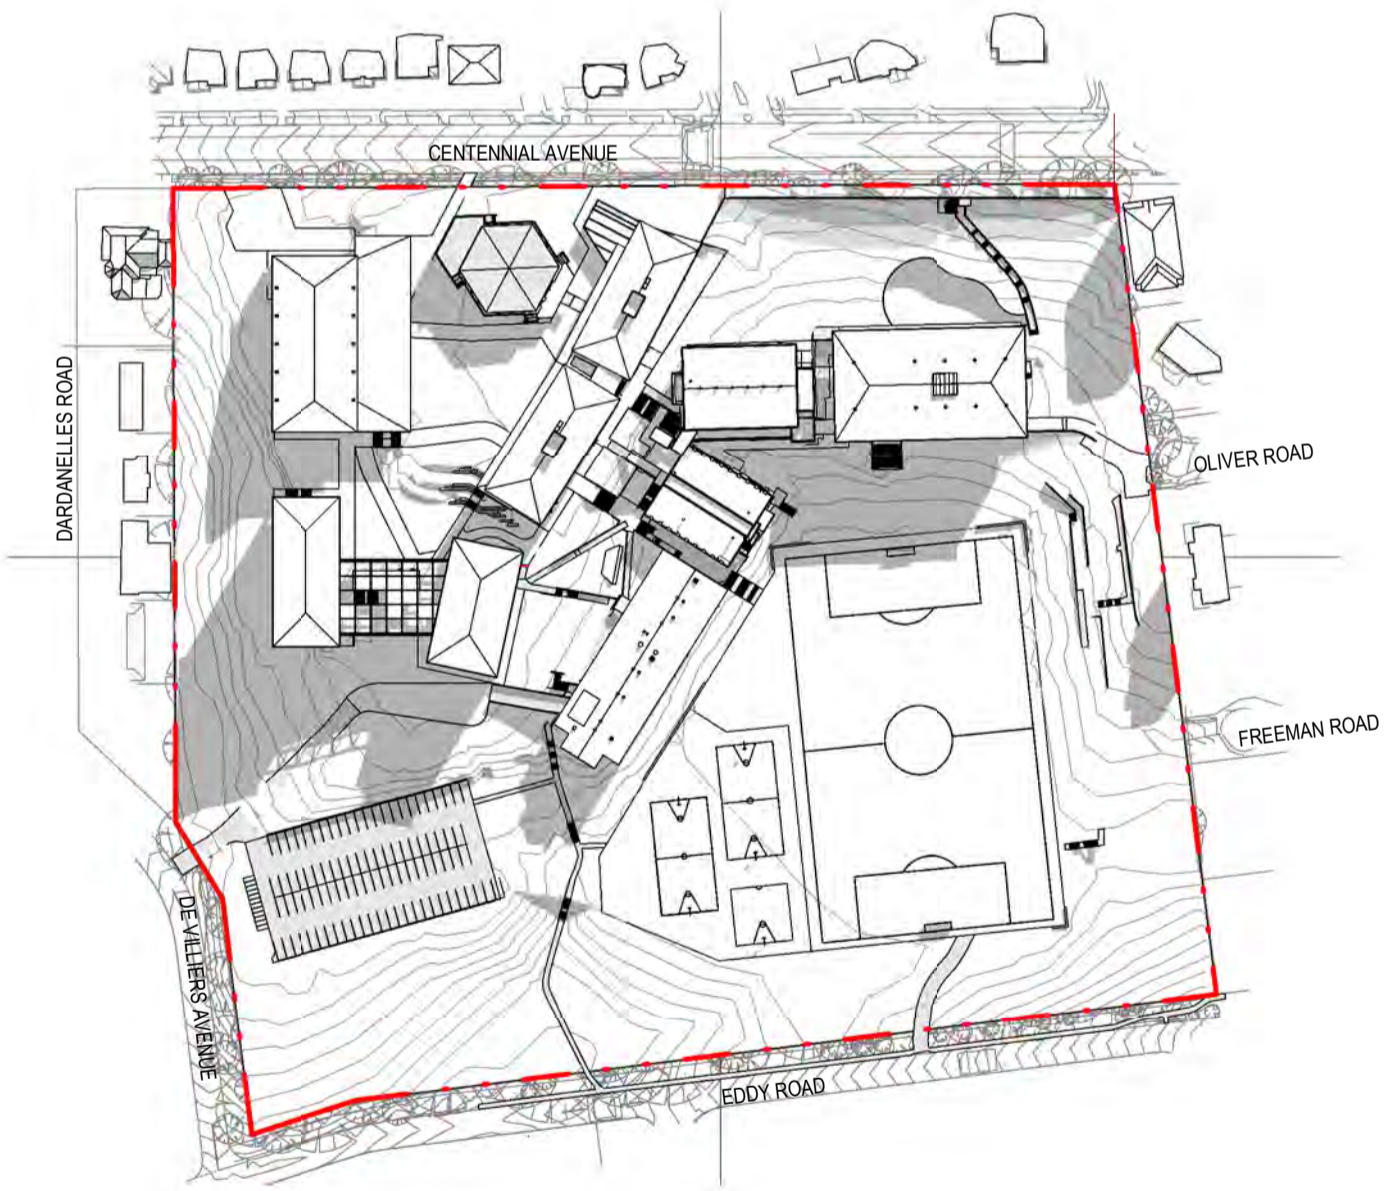 CENTENNIAL AVENUE
DARDANELLES ROAD
OLIVER ROAD
FREEMAN ROAD
DE VILLIERS AVENUE
EDDY ROAD